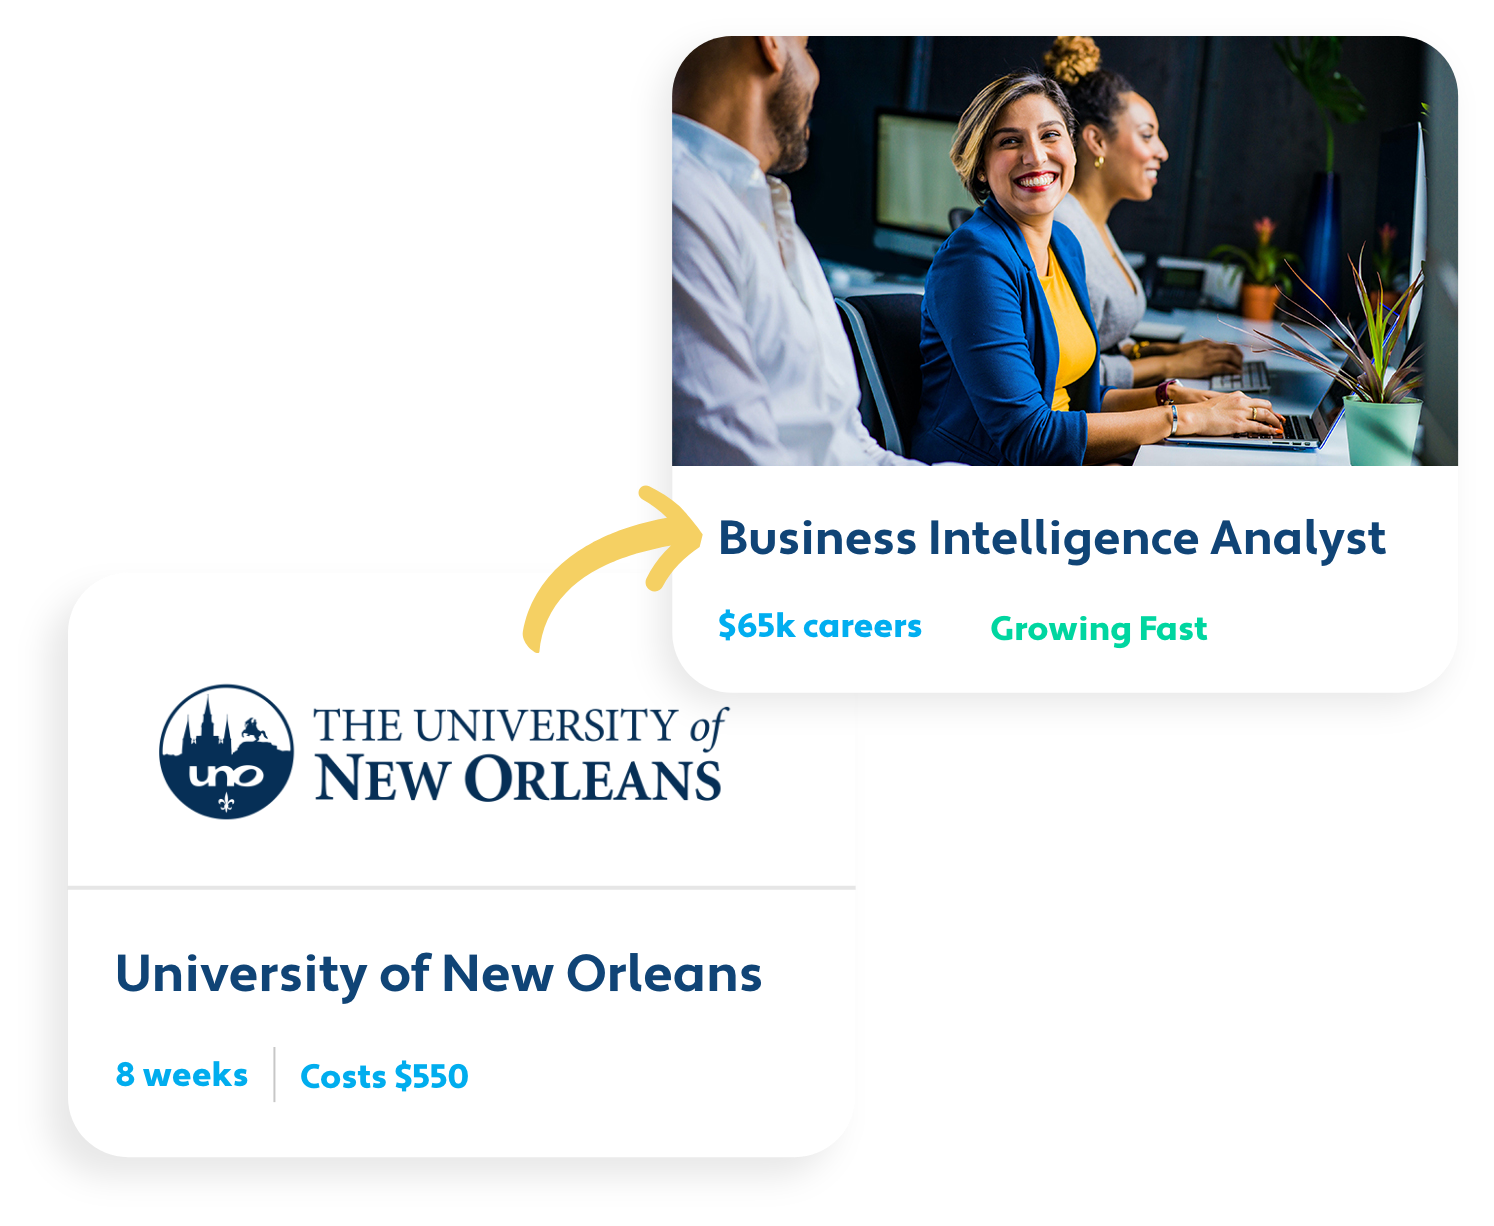 Business Intelligence Analyst
$65k careers
Growing Fast
THE UNIVERSITY of
NEW ORLEANS
uno
University of New Orleans
8 weeks
Costs $550